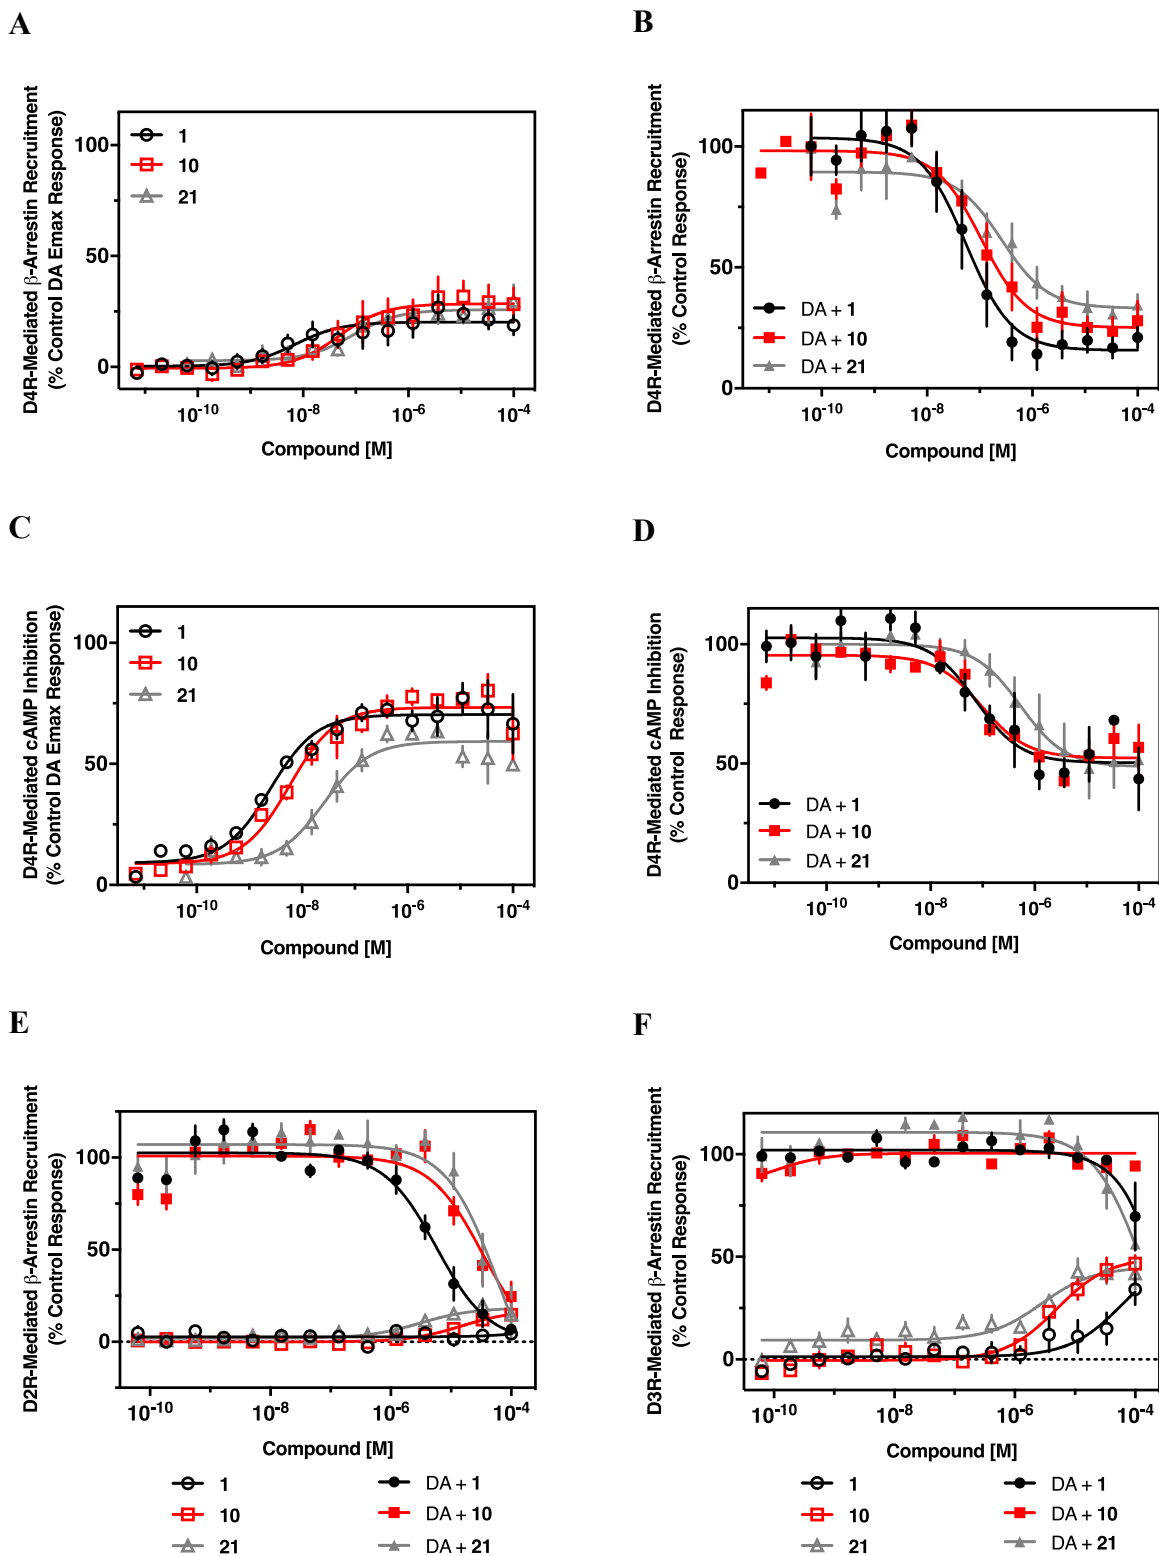 A
D4R-Mediated β-Arrestin Recruitment
(% Control DA Emax Response)
100
50
0
1
10
21
10-10
10-8
10-6
10-4
Compound [M]
B
D4R-Mediated β-Arrestin Recruitment
(% Control Response)
100
50
0
DA + 1
DA + 10
DA + 21
10-10
10-8
10-6
10-4
Compound [M]
C
D4R-Mediated cAMP Inhibition
(% Control DA Emax Response)
100
50
0
1
10
21
10-10
10-8
10-6
10-4
Compound [M]
D
D4R-Mediated cAMP Inhibition
(% Control Response)
100
50
0
DA + 1
DA + 10
DA + 21
10-10
10-8
10-6
10-4
Compound [M]
E
D2R-Mediated β-Arrestin Recruitment
(% Control Response)
100
50
0
10-10
10-8
10-6
10-4
Compound [M]
1
10
21
DA + 1
DA + 10
DA + 21
F
D3R-Mediated β-Arrestin Recruitment
(% Control Response)
100
50
0
10-10
10-8
10-6
10-4
Compound [M]
1
10
21
DA + 1
DA + 10
DA + 21